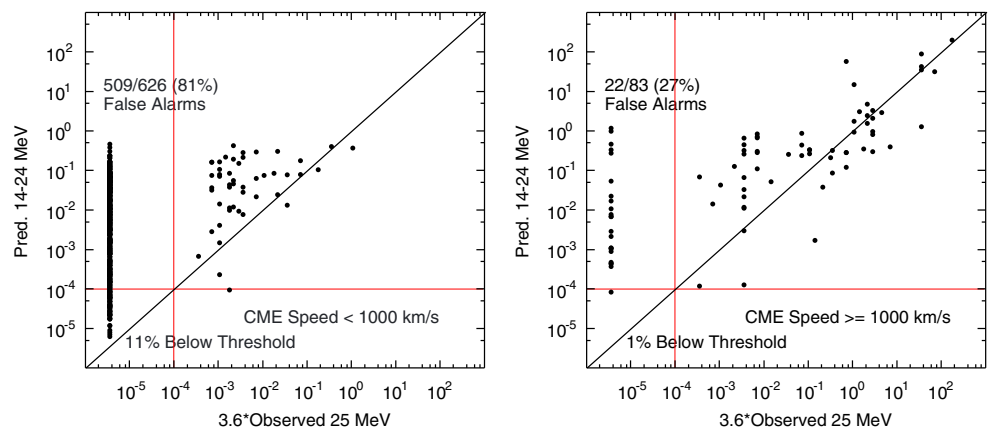 509/626 (81%)
False Alarms
CME Speed < 1000 km/s
11% Below Threshold
Pred. 14-24 MeV
10^2
10^1
10^0
10^-1
10^-2
10^-3
10^-4
10^-5
10^-5 10^-4 10^-3 10^-2 10^-1 10^0 10^1 10^2
3.6*Observed 25 MeV
22/83 (27%)
False Alarms
CME Speed >= 1000 km/s
1% Below Threshold
Pred. 14-24 MeV
10^2
10^1
10^0
10^-1
10^-2
10^-3
10^-4
10^-5
10^-5 10^-4 10^-3 10^-2 10^-1 10^0 10^1 10^2
3.6*Observed 25 MeV